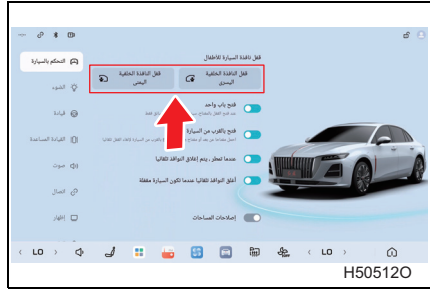 قفل نافذة السيارة للأطفال
التحكم بالسيارة
قفل النافذة الخلفية اليسرى
قفل النافذة الخلفية اليمنى
الضوء
فتح باب واحد
قيادة
فتح بالقرب من السيارة
القيادة المساعدة
عندما تمطر ، يتم إغلاق النوافذ تلقائيا
صوت
أغلق النوافذ تلقائيا عندما تكون السيارة مقفلة
اتصال
إصلاحات المساحات
إظهار
LO
LO
H50512O